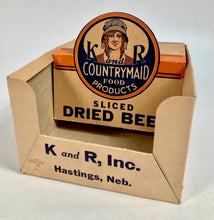 K and R
COUNTRYMAID
FOOD
PRODUCTS
SLICED
DRIED BEE
K and R, Inc.
Hastings, Neb.